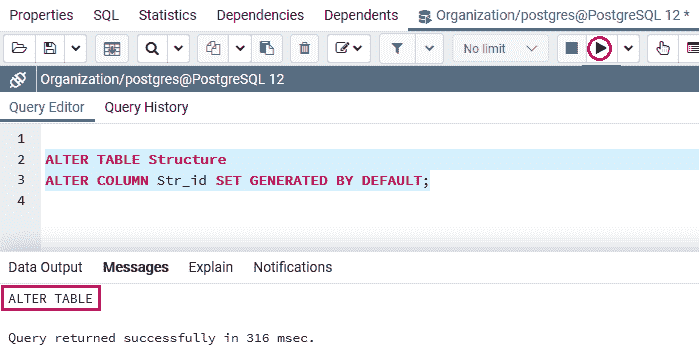 Properties SQL Statistics Dependencies Dependents Organization/postgres@PostgreSQL 12 *
No limit
Organization/postgres@PostgreSQL 12
Query Editor Query History
1
2 ALTER TABLE Structure
3 ALTER COLUMN Str_id SET GENERATED BY DEFAULT;
4
Data Output Messages Explain Notifications
ALTER TABLE
Query returned successfully in 316 msec.